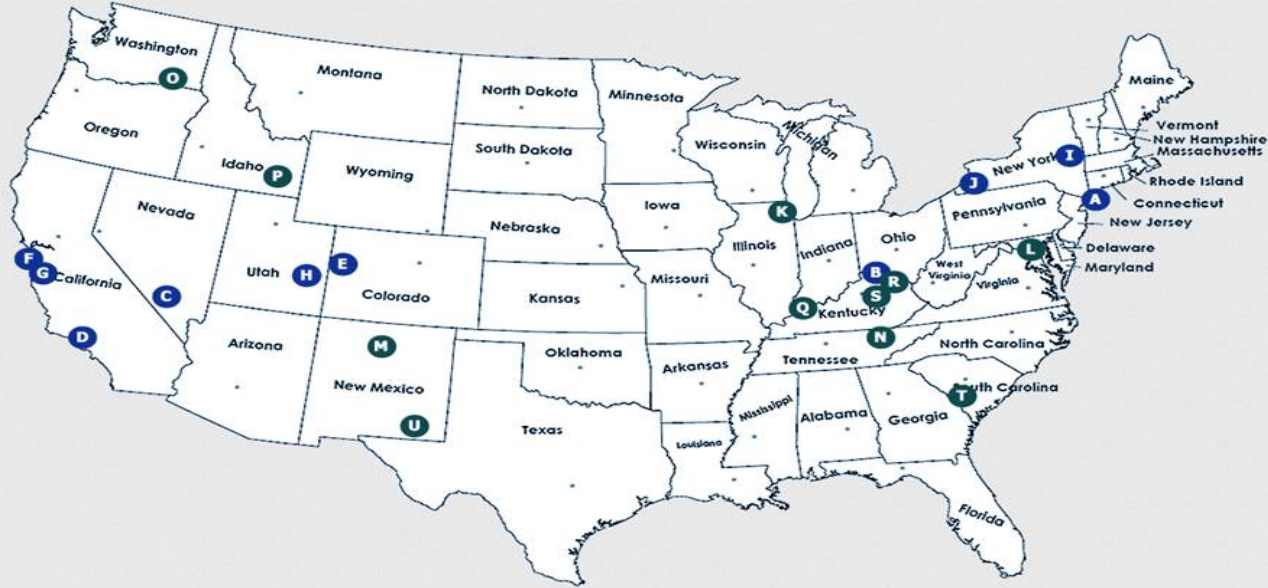 Washington
O
Montana
North Dakota
Minnesota
Maine
Oregon
Idaho
P
Wyoming
South Dakota
Wisconsin
Michigan
New York
I
J
Vermont
New Hampshire
Massachusetts
Rhode Island
Connecticut
A
New Jersey
Pennsylvania
Delaware
Maryland
L
Nevada
Utah
H
E
Colorado
Nebraska
Iowa
K
Illinois
Indiana
Ohio
B
R
S
Q
Kentucky
West
Virginia
Virginia
F
G
California
C
D
Kansas
Missouri
Arizona
M
New Mexico
U
Oklahoma
Arkansas
Tennessee
N
North Carolina
South Carolina
T
Texas
Louisiana
Mississippi
Alabama
Georgia
Florida